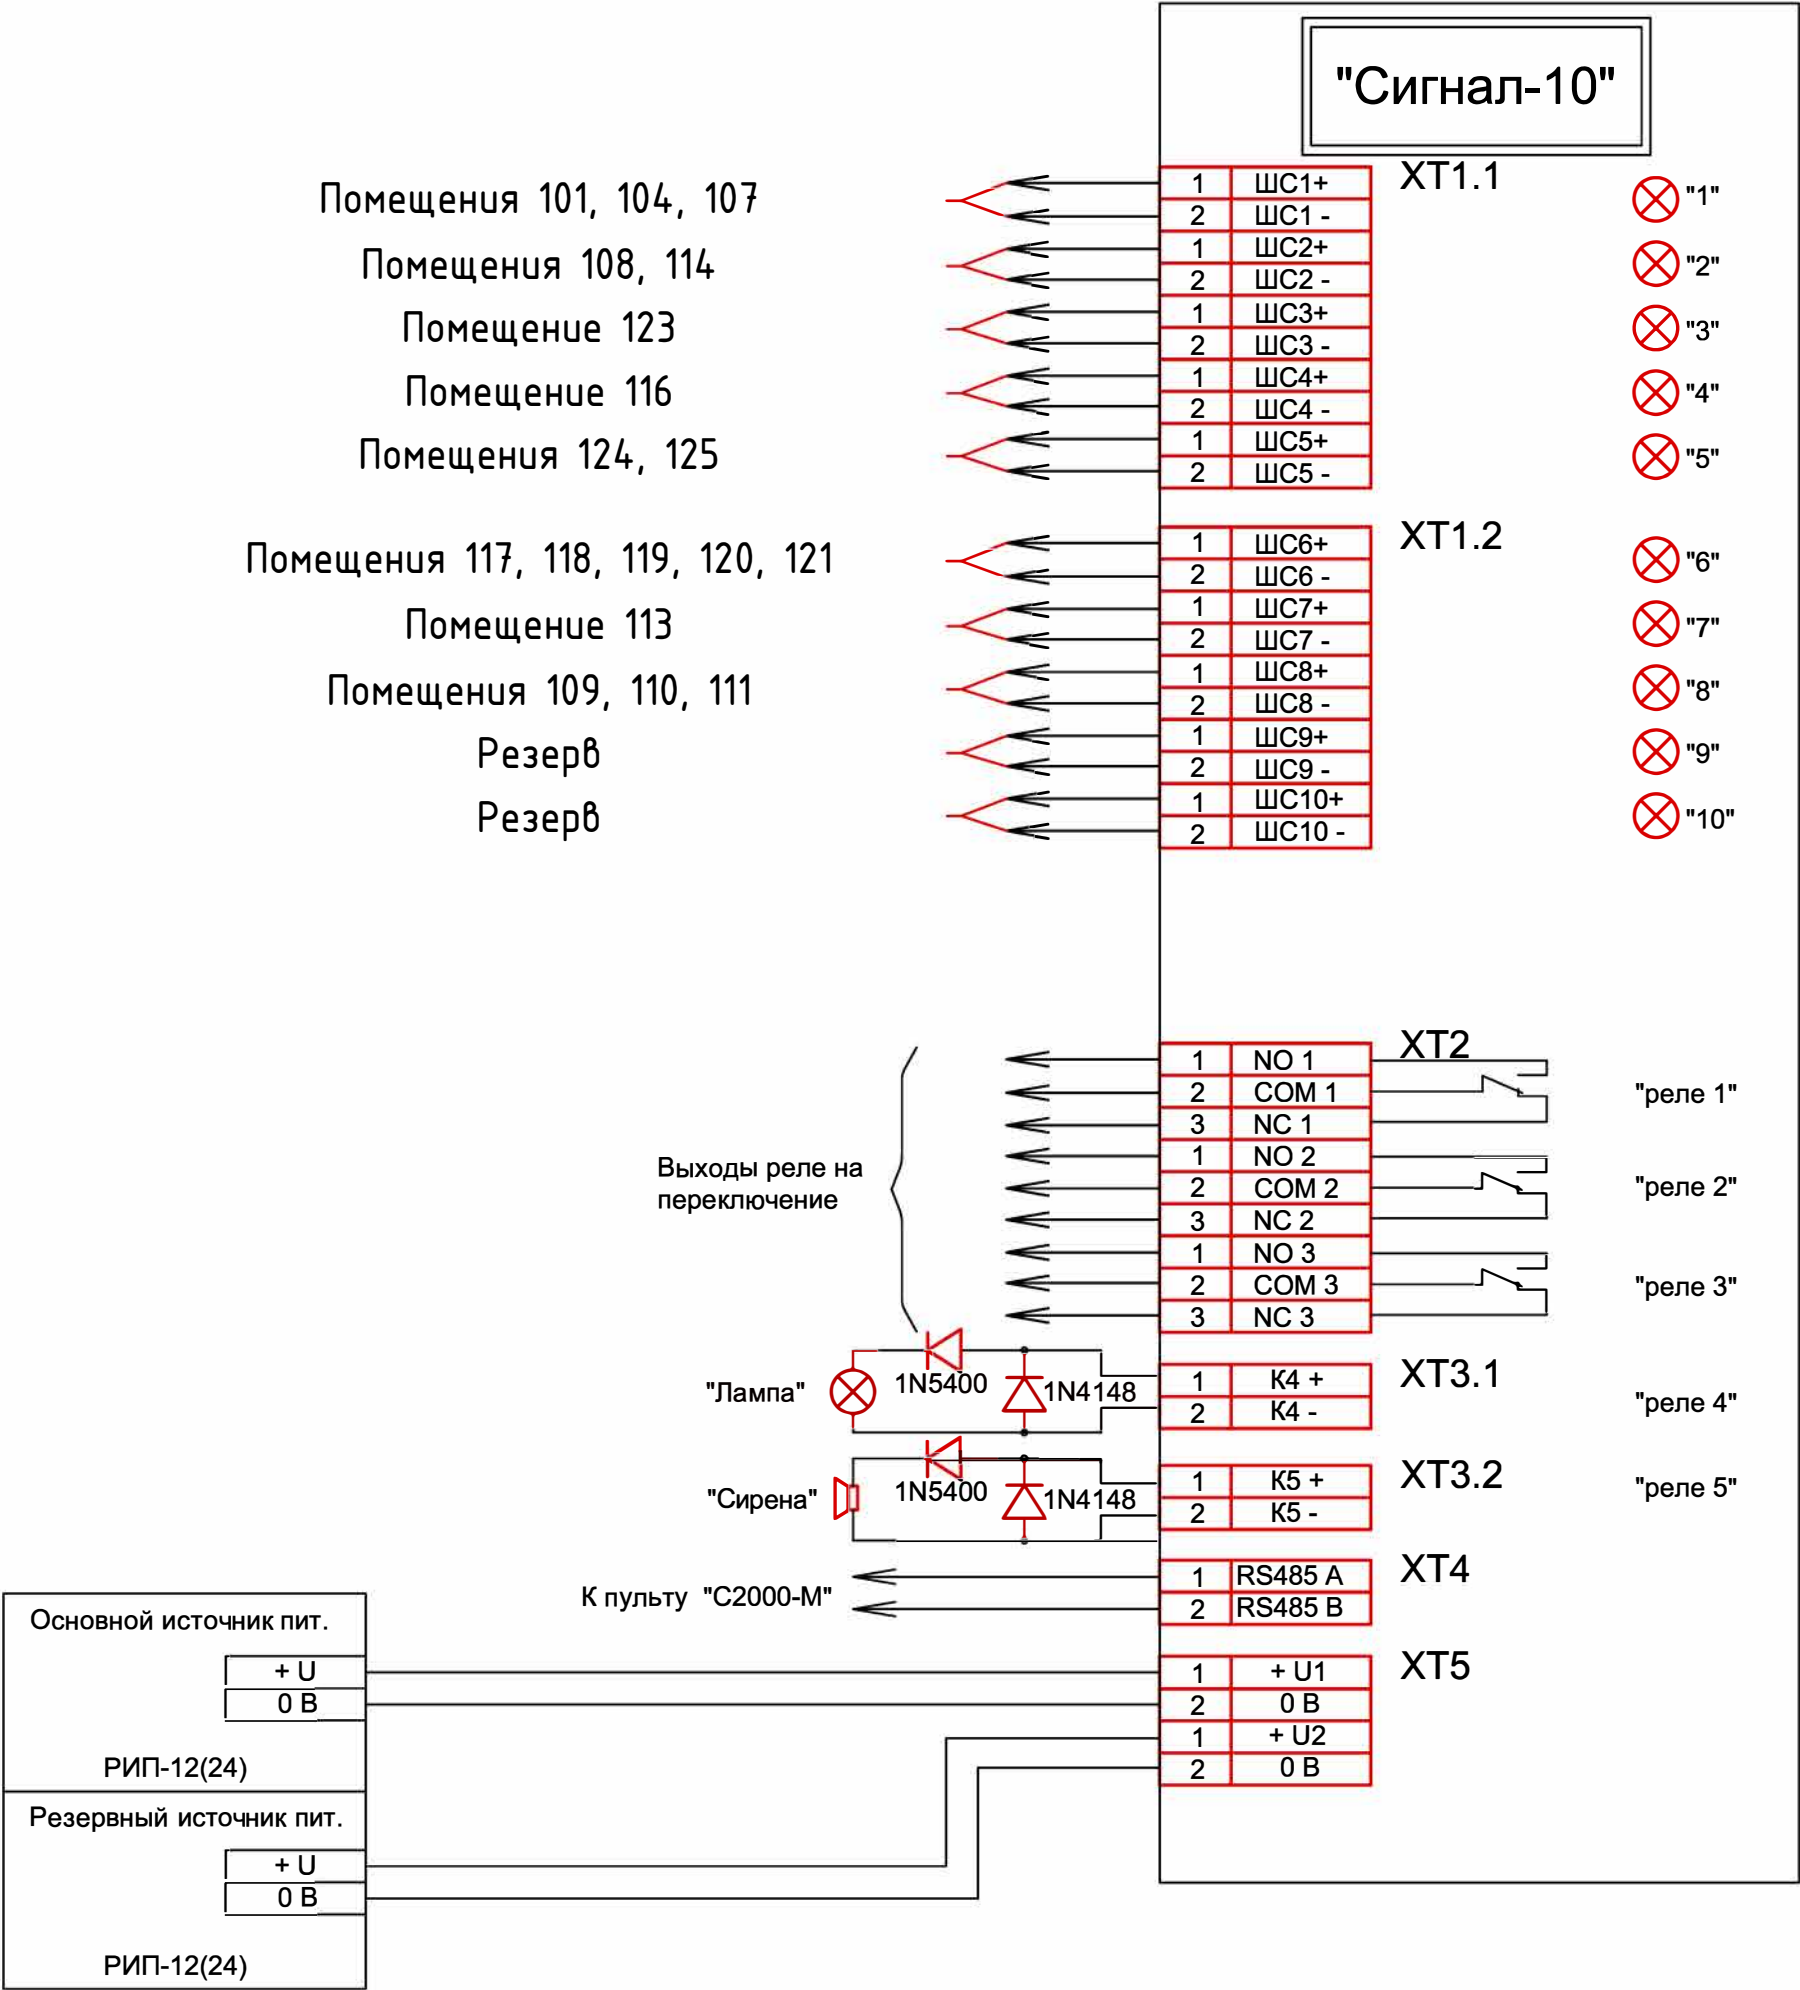 "Сигнал-10"
XT1.1
Помещения 101, 104, 107
1 ШС1+ "1"
2 ШС1 -
Помещения 108, 114
1 ШС2+ "2"
2 ШС2 -
Помещение 123
1 ШС3+ "3"
2 ШС3 -
Помещение 116
1 ШС4+ "4"
2 ШС4 -
Помещения 124, 125
1 ШС5+ "5"
2 ШС5 -
XT1.2
Помещения 117, 118, 119, 120, 121
1 ШС6+ "6"
2 ШС6 -
Помещение 113
1 ШС7+ "7"
2 ШС7 -
Помещения 109, 110, 111
1 ШС8+ "8"
2 ШС8 -
Резерв
1 ШС9+ "9"
2 ШС9 -
Резерв
1 ШС10+ "10"
2 ШС10 -
XT2
Выходы реле на
переключение
1 NO 1
2 COM 1 "реле 1"
3 NC 1
1 NO 2
2 COM 2 "реле 2"
3 NC 2
1 NO 3
2 COM 3 "реле 3"
3 NC 3
"Лампа" 1N5400 1N4148
1 К4 + XT3.1
2 К4 - "реле 4"
"Сирена" 1N5400 1N4148
1 К5 + XT3.2 "реле 5"
2 К5 -
К пульту "С2000-М"
1 RS485 A XT4
2 RS485 B
Основной источник пит.
+ U
0 В
РИП-12(24)
1 + U1 XT5
2 0 В
1 + U2
2 0 В
Резервный источник пит.
+ U
0 В
РИП-12(24)